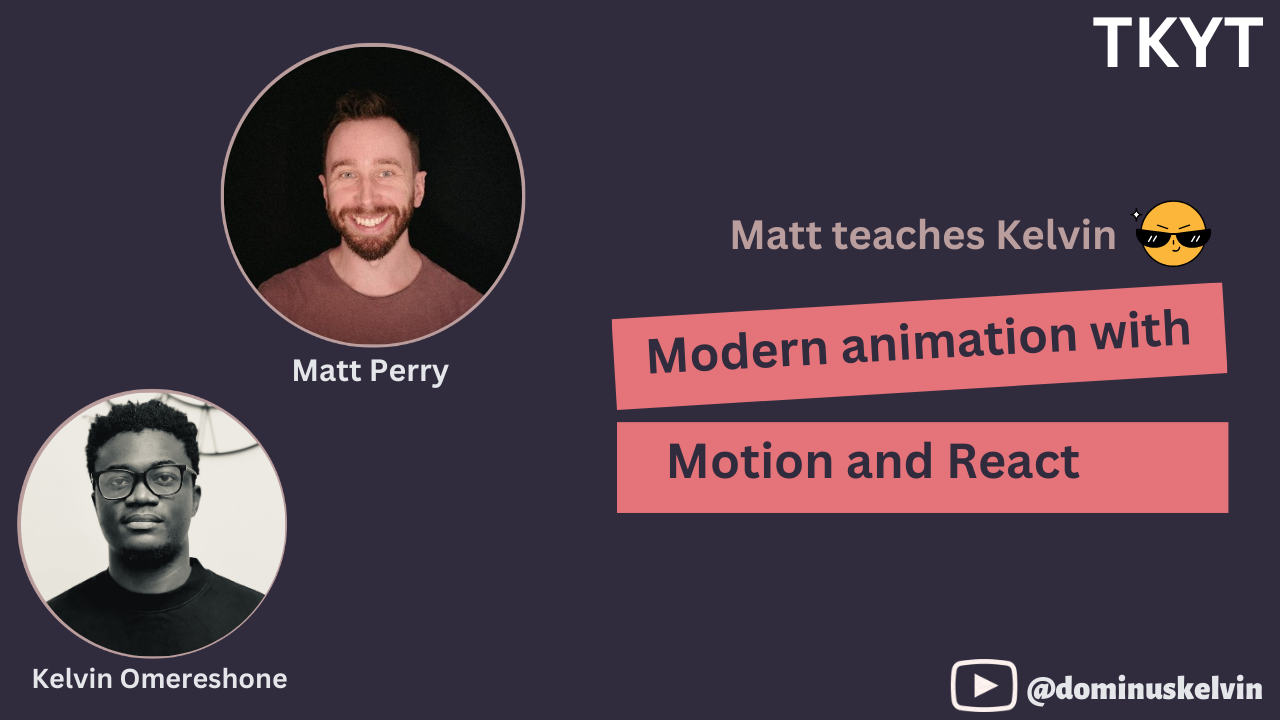 TKYT
Matt teaches Kelvin
Modern animation with
Motion and React
Matt Perry
Kelvin Omereshone
@dominuskelvin